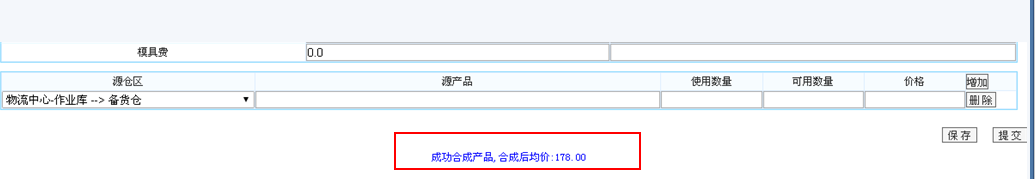 模具费 0.0
源仓区 源产品 使用数量 可用数量 价格 增加
物流中心-作业库 --> 备货仓 删除
保存 提交
成功合成产品,合成后均价:178.00